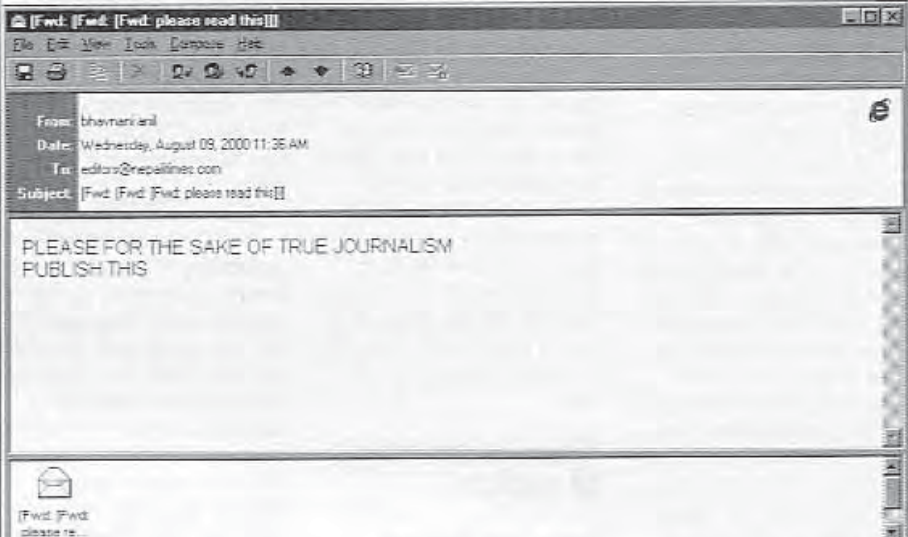 [Fwd: [Fwd: [Fwd: please read this]]]
File Edit View Tools Compose Help
From: bhavnani anil
Date: Wednesday, August 09, 2000 11:35 AM
To: editors@nepalitimes.com
Subject: [Fwd: [Fwd: [Fwd: please read this]]]
PLEASE FOR THE SAKE OF TRUE JOURNALISM
PUBLISH THIS
[Fwd: [Fwd:
please re...